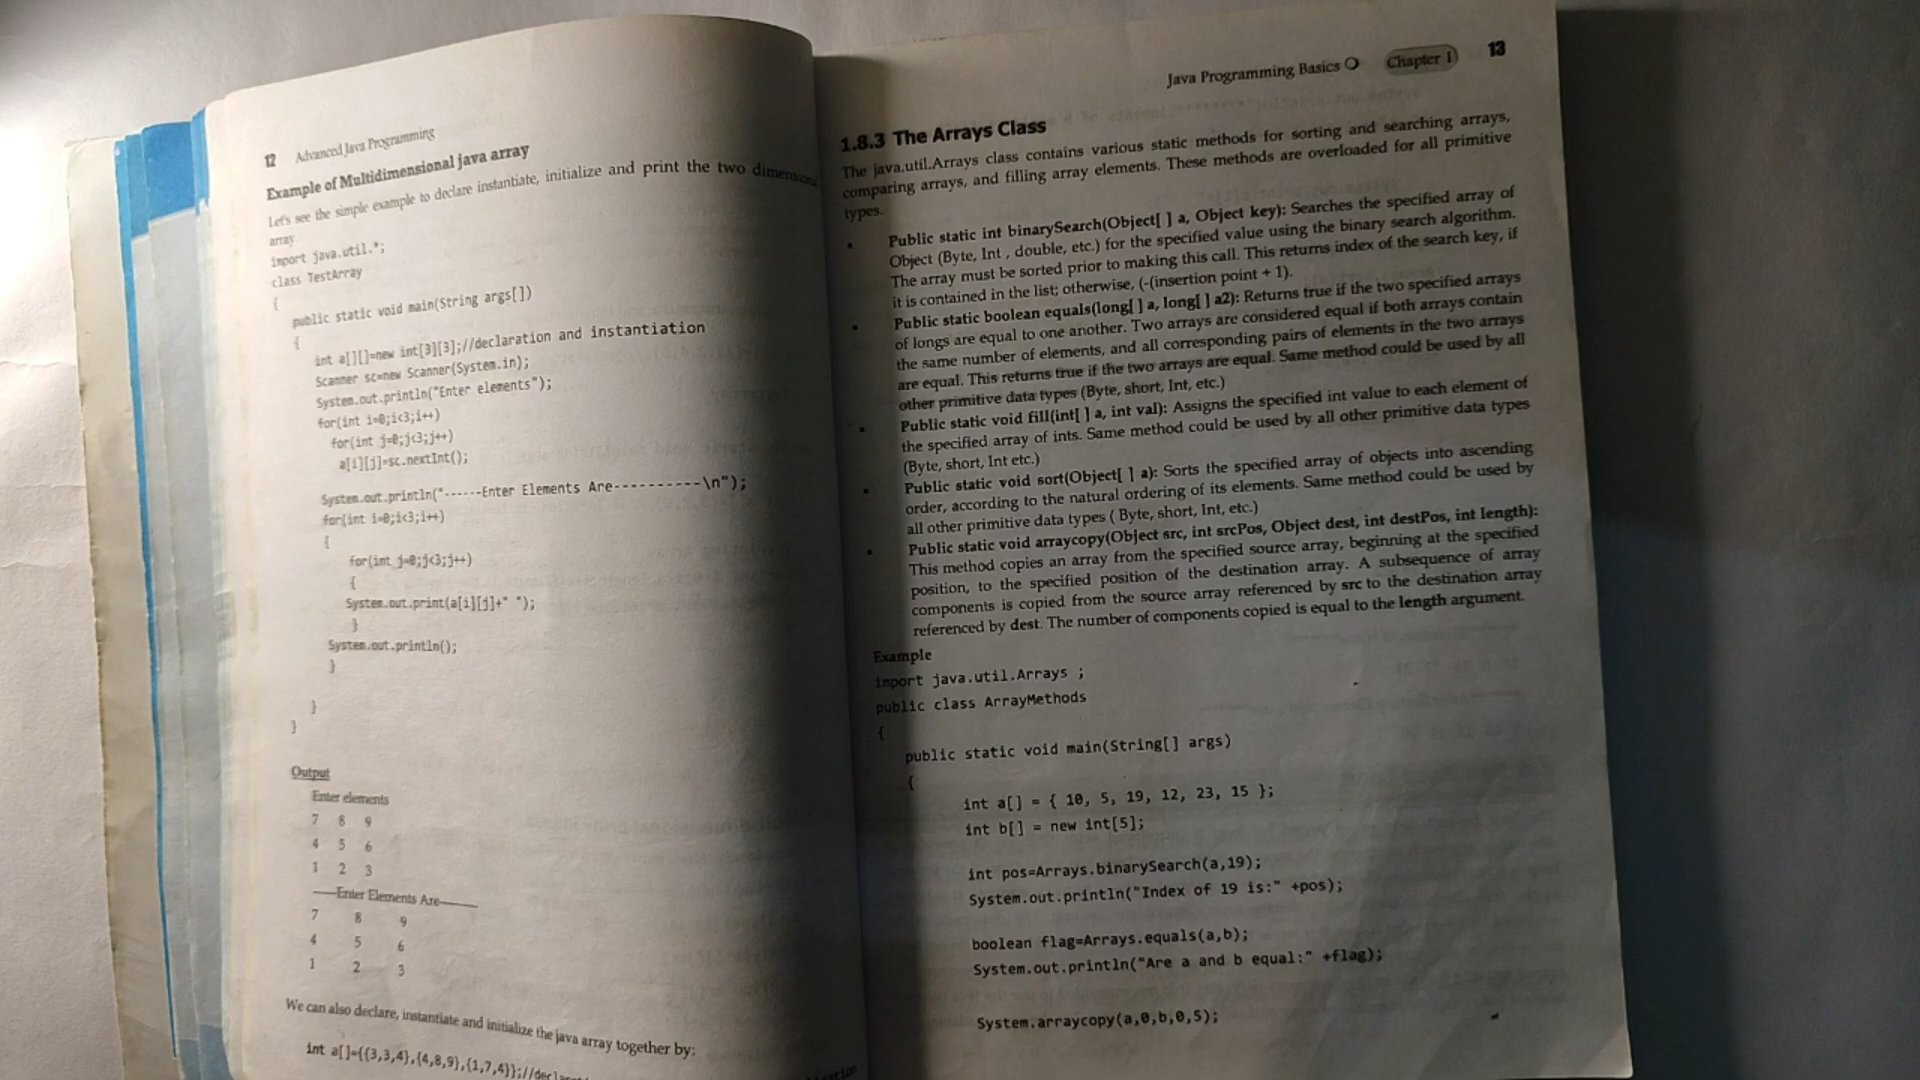 12 Advanced Java Programming
Example of Multidimensional java array
Let's see the simple example to declare instantiate, initialize and print the two dimensional
array.
import java.util.*;
class TestArray
{
public static void main(String args[])
{
int a[][]=new int[3][3];//declaration and instantiation
Scanner sc=new Scanner(System.in);
System.out.println("Enter elements");
for(int i=0;i<3;i++)
for(int j=0;j<3;j++)
a[i][j]=sc.nextInt();
System.out.println("------Enter Elements Are----------\n");
for(int i=0;i<3;i++)
{
for(int j=0;j<3;j++)
{
System.out.print(a[i][j]+" ");
}
System.out.println();
}
}
}
Output
Enter elements
7 8 9
4 5 6
1 2 3
——Enter Elements Are———
7 8 9
4 5 6
1 2 3
We can also declare, instantiate and initialize the java array together by:
int a[]={{3,3,4},{4,8,9},{1,7,4}};
Java Programming Basics ❍ Chapter 1 13
1.8.3 The Arrays Class
The java.util.Arrays class contains various static methods for sorting and searching arrays,
comparing arrays, and filling array elements. These methods are overloaded for all primitive
types.
▪ Public static int binarySearch(Object[ ] a, Object key): Searches the specified array of
Object (Byte, Int , double, etc.) for the specified value using the binary search algorithm.
The array must be sorted prior to making this call. This returns index of the search key, if
it is contained in the list; otherwise, (-(insertion point + 1).
▪ Public static boolean equals(long[ ] a, long[ ] a2): Returns true if the two specified arrays
of longs are equal to one another. Two arrays are considered equal if both arrays contain
the same number of elements, and all corresponding pairs of elements in the two arrays
are equal. This returns true if the two arrays are equal. Same method could be used by all
other primitive data types (Byte, short, Int, etc.)
▪ Public static void fill(int[ ] a, int val): Assigns the specified int value to each element of
the specified array of ints. Same method could be used by all other primitive data types
(Byte, short, Int etc.)
▪ Public static void sort(Object[ ] a): Sorts the specified array of objects into ascending
order, according to the natural ordering of its elements. Same method could be used by
all other primitive data types ( Byte, short, Int, etc.)
▪ Public static void arraycopy(Object src, int srcPos, Object dest, int destPos, int length):
This method copies an array from the specified source array, beginning at the specified
position, to the specified position of the destination array. A subsequence of array
components is copied from the source array referenced by src to the destination array
referenced by dest. The number of components copied is equal to the length argument.
Example
import java.util.Arrays ;
public class ArrayMethods
{
public static void main(String[] args)
{
int a[] = { 10, 5, 19, 12, 23, 15 };
int b[] = new int[5];
int pos=Arrays.binarySearch(a,19);
System.out.println("Index of 19 is:" +pos);
boolean flag=Arrays.equals(a,b);
System.out.println("Are a and b equal:" +flag);
System.arraycopy(a,0,b,0,5);